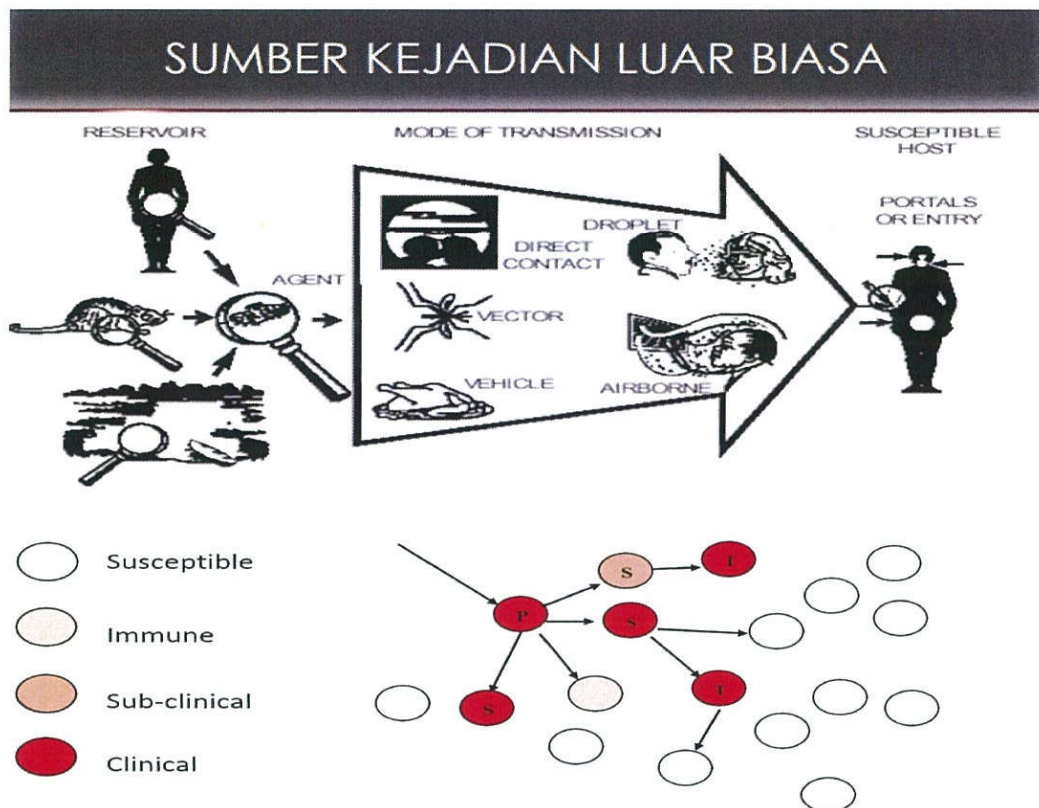 SUMBER KEJADIAN LUAR BIASA
RESERVOIR
MODE OF TRANSMISSION
SUSCEPTIBLE
HOST
PORTALS
OR ENTRY
DROPLET
DIRECT
CONTACT
AGENT
VECTOR
VEHICLE
AIRBORNE
Susceptible
Immune
Sub-clinical
Clinical
S
T
P
S
S
T